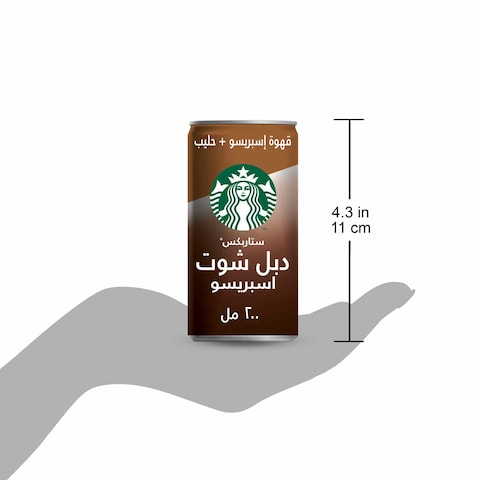 قهوة إسبريسو + حليب
ستاربكس®
دبل شوت
اسبريسو
٢٠٠ مل
4.3 in
11 cm